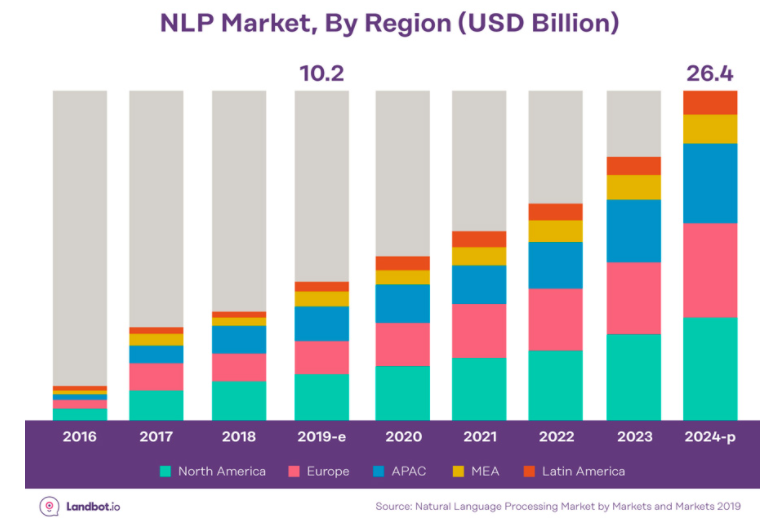 NLP Market, By Region (USD Billion)
10.2
26.4
2016 2017 2018 2019-e 2020 2021 2022 2023 2024-p
North America Europe APAC MEA Latin America
Landbot.io
Source: Natural Language Processing Market by Markets and Markets 2019